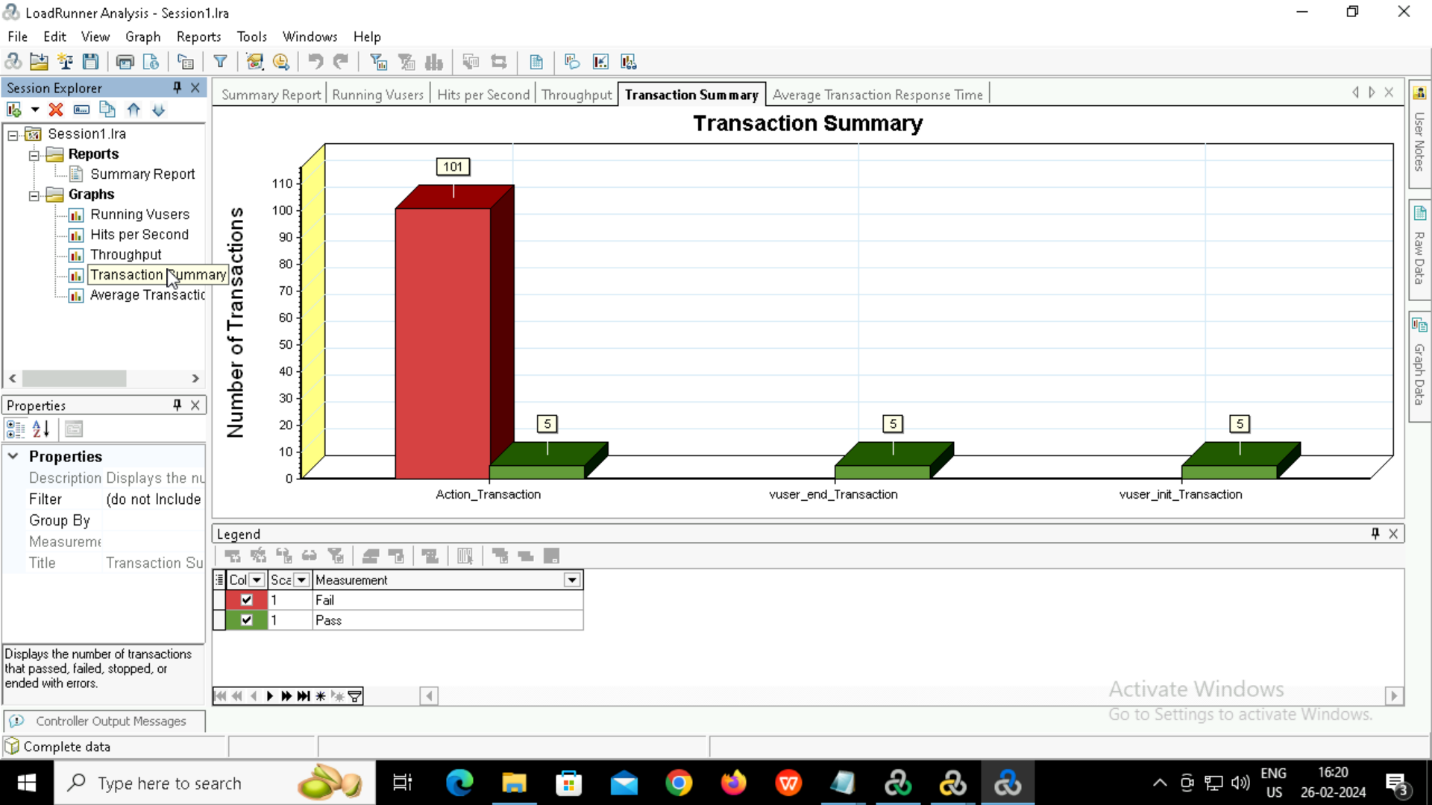 LoadRunner Analysis - Session1.lra
File Edit View Graph Reports Tools Windows Help
Session Explorer
Session1.lra
Reports
Summary Report
Graphs
Running Vusers
Hits per Second
Throughput
Transaction Summary
Average Transactic
Summary Report Running Vusers Hits per Second Throughput Transaction Summary Average Transaction Response Time
Transaction Summary
Number of Transactions
110
100
90
80
70
60
50
40
30
20
10
0
101
5
5
5
Action_Transaction
vuser_end_Transaction
vuser_init_Transaction
User Notes
Raw Data
Graph Data
Properties
Properties
Description Displays the nu
Filter (do not Include
Group By
Measureme
Title Transaction Su
Displays the number of transactions
that passed, failed, stopped, or
ended with errors.
Controller Output Messages
Legend
Col Sca Measurement
1 Fail
1 Pass
Activate Windows
Go to Settings to activate Windows.
Complete data
Type here to search
ENG
US
16:20
26-02-2024
3